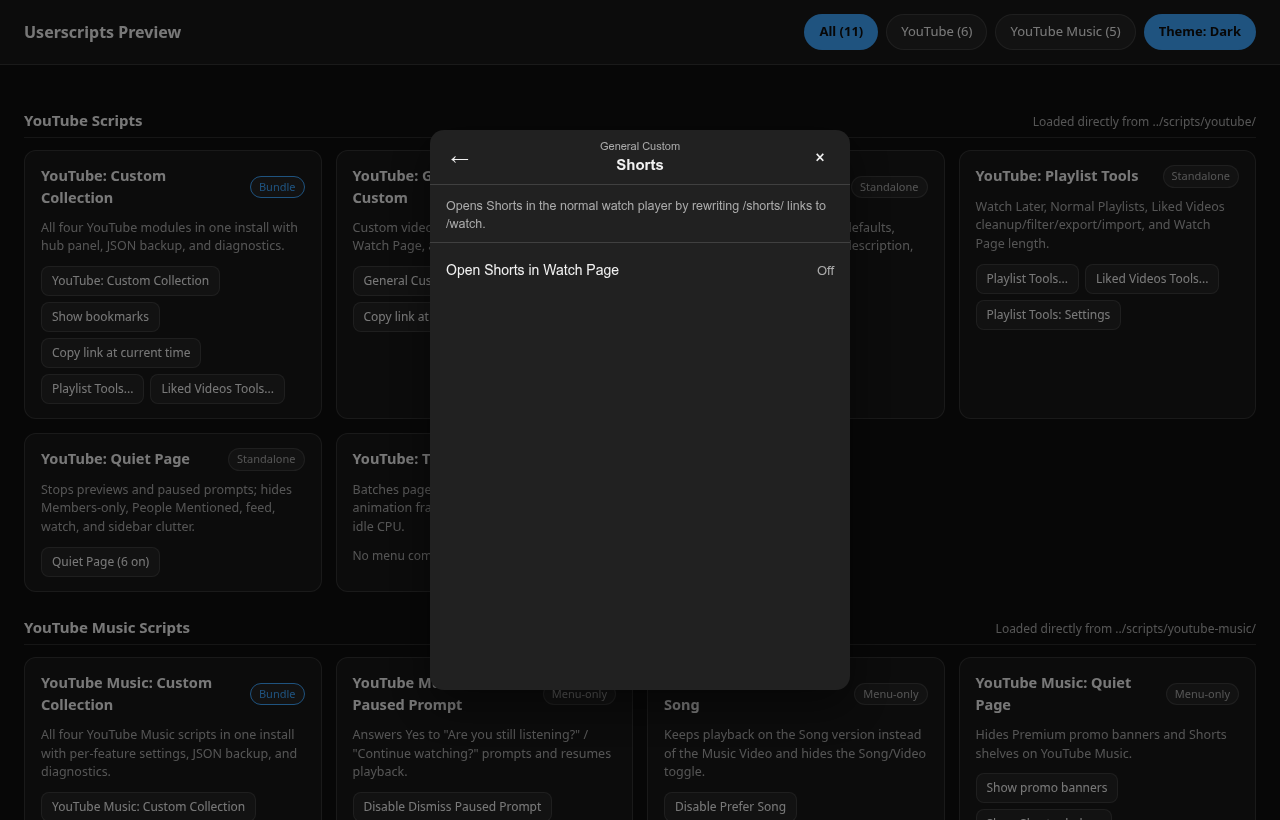 Userscripts Preview
All (11)
YouTube (6)
YouTube Music (5)
Theme: Dark
YouTube Scripts
Loaded directly from ../scripts/youtube/
YouTube: Custom
Collection
Bundle
All four YouTube modules in one install with
hub panel, JSON backup, and diagnostics.
YouTube: Custom Collection
Show bookmarks
Copy link at current time
Playlist Tools...
Liked Videos Tools...
YouTube: G
Custom
Custom vide
Watch Page,
General Cus
Copy link at
Standalone
YouTube: Playlist Tools
Standalone
Watch Later, Normal Playlists, Liked Videos
cleanup/filter/export/import, and Watch
Page length.
Playlist Tools...
Liked Videos Tools...
Playlist Tools: Settings
General Custom
←
Shorts
×
Opens Shorts in the normal watch player by rewriting /shorts/ links to
/watch.
Open Shorts in Watch Page
Off
YouTube: Quiet Page
Standalone
Stops previews and paused prompts; hides
Members-only, People Mentioned, feed,
watch, and sidebar clutter.
Quiet Page (6 on)
YouTube: T
Batches page
animation fra
idle CPU.
No menu com
YouTube Music Scripts
Loaded directly from ../scripts/youtube-music/
YouTube Music: Custom
Collection
Bundle
All four YouTube Music scripts in one install
with per-feature settings, JSON backup, and
diagnostics.
YouTube Music: Custom Collection
YouTube M
Paused Prompt
Menu-only
Answers Yes to "Are you still listening?" /
"Continue watching?" prompts and resumes
playback.
Disable Dismiss Paused Prompt
Song
Menu-only
Keeps playback on the Song version instead
of the Music Video and hides the Song/Video
toggle.
Disable Prefer Song
YouTube Music: Quiet
Page
Menu-only
Hides Premium promo banners and Shorts
shelves on YouTube Music.
Show promo banners